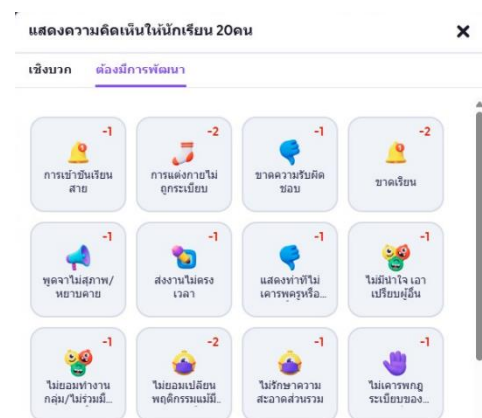 แสดงความคิดเห็นให้นักเรียน 20คน
เชิงบวก ต้องมีการพัฒนา
-1 -2 -1 -2
การเข้าชั้นเรียน การแต่งกายไม่ ขาดความรับผิด ขาดเรียน
สาย ถูกระเบียบ ชอบ
-1 -1 -1 -1
พูดจาไม่สุภาพ/ ส่งงานไม่ตรง แสดงท่าทีไม่ ไม่มีน้ำใจ เอา
หยาบคาย เวลา เคารพครูหรือ... เปรียบผู้อื่น
-1 -2 -1 -1
ไม่ยอมทำงาน ไม่ยอมเปลี่ยน ไม่รักษาความ ไม่เคารพกฎ
กลุ่ม/ไม่ร่วมมื... พฤติกรรมแม้มี... สะอาดส่วนรวม ระเบียบของ...